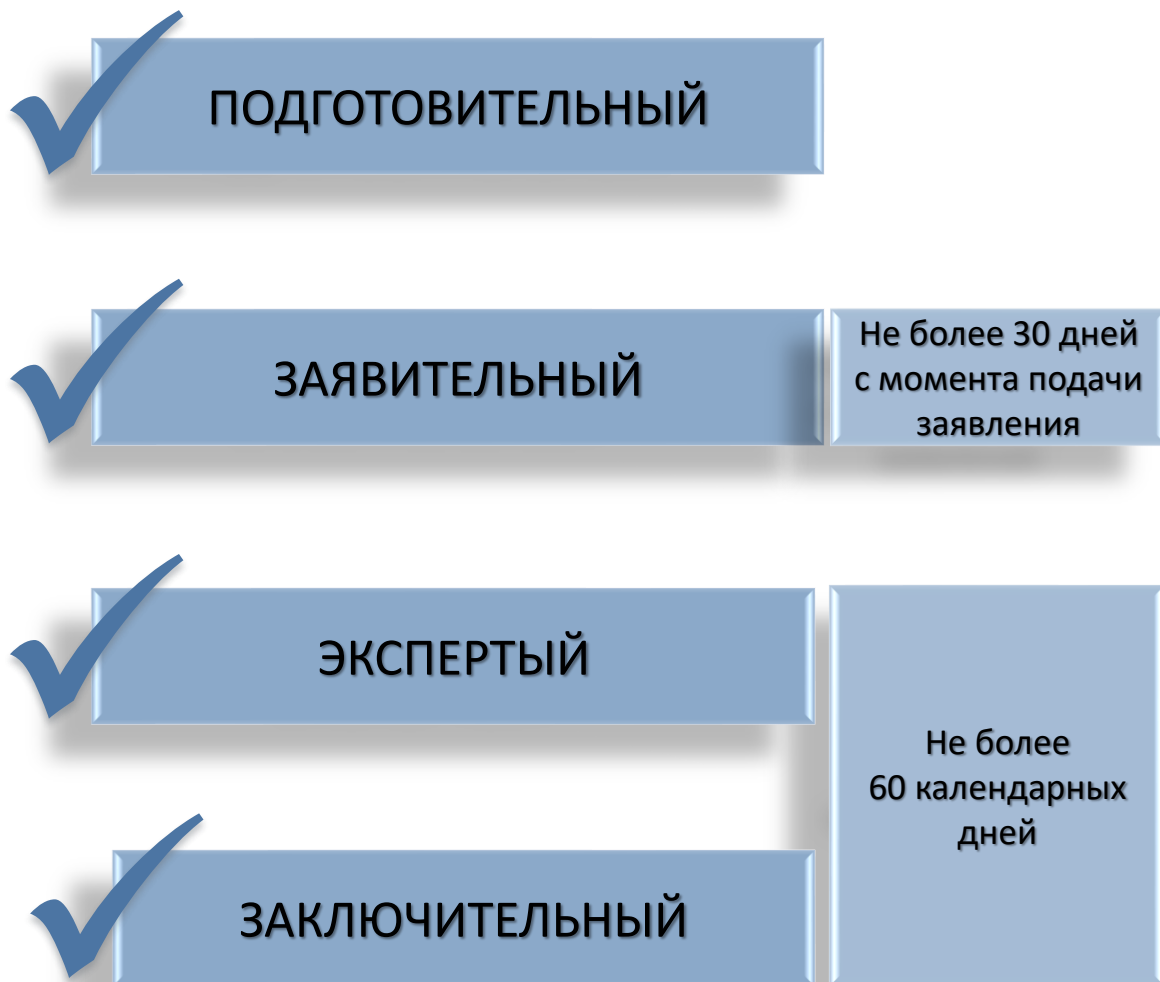 ПОДГОТОВИТЕЛЬНЫЙ
ЗАЯВИТЕЛЬНЫЙ
Не более 30 дней
с момента подачи
заявления
ЭКСПЕРТЫЙ
Не более
60 календарных
дней
ЗАКЛЮЧИТЕЛЬНЫЙ